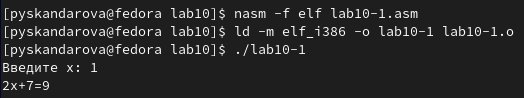 [pyskandarova@fedora lab10]$ nasm -f elf lab10-1.asm
[pyskandarova@fedora lab10]$ ld -m elf_i386 -o lab10-1 lab10-1.o
[pyskandarova@fedora lab10]$ ./lab10-1
Введите x: 1
2x+7=9